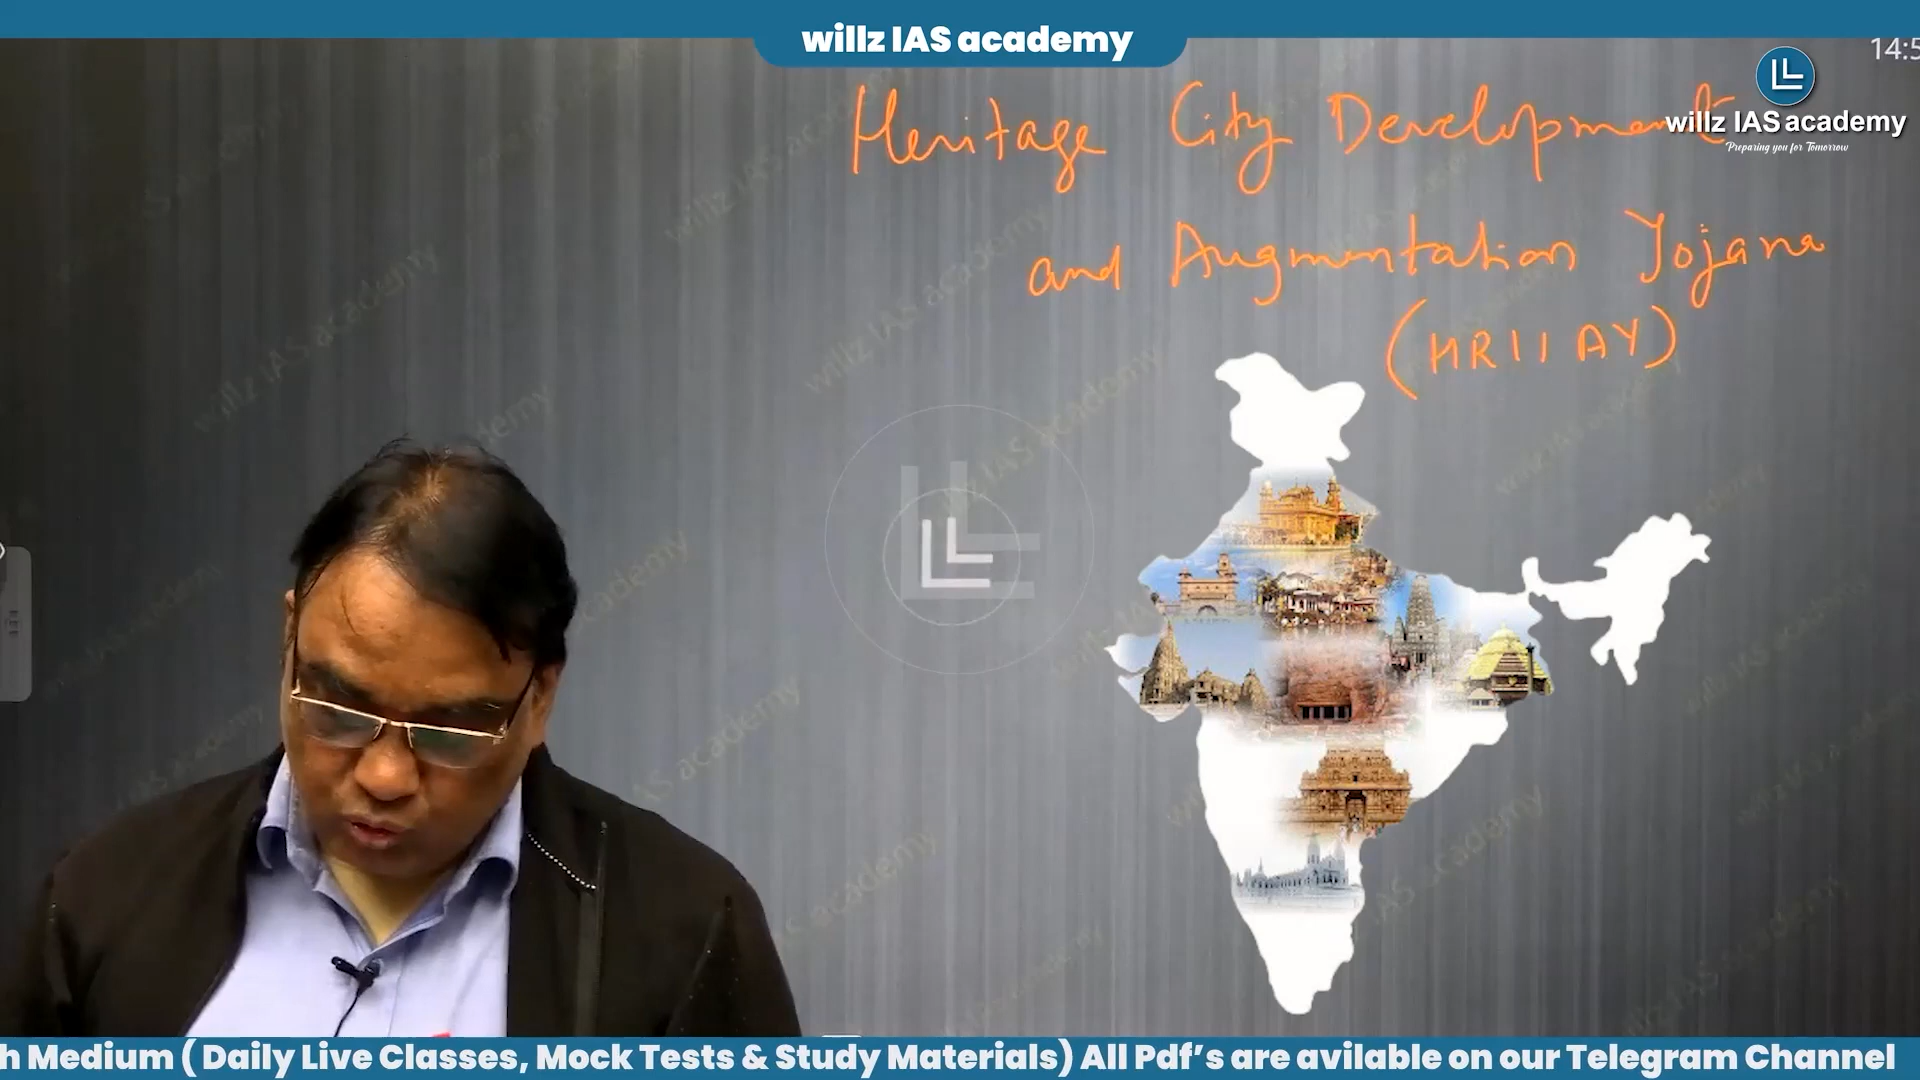 willz IAS academy
14:5
willz IAS academy
Preparing you for Tomorrow
Heritage City Development
and Augmentation Yojana
(HRIIAY)
h Medium ( Daily Live Classes, Mock Tests & Study Materials) All Pdf's are avilable on our Telegram Channel